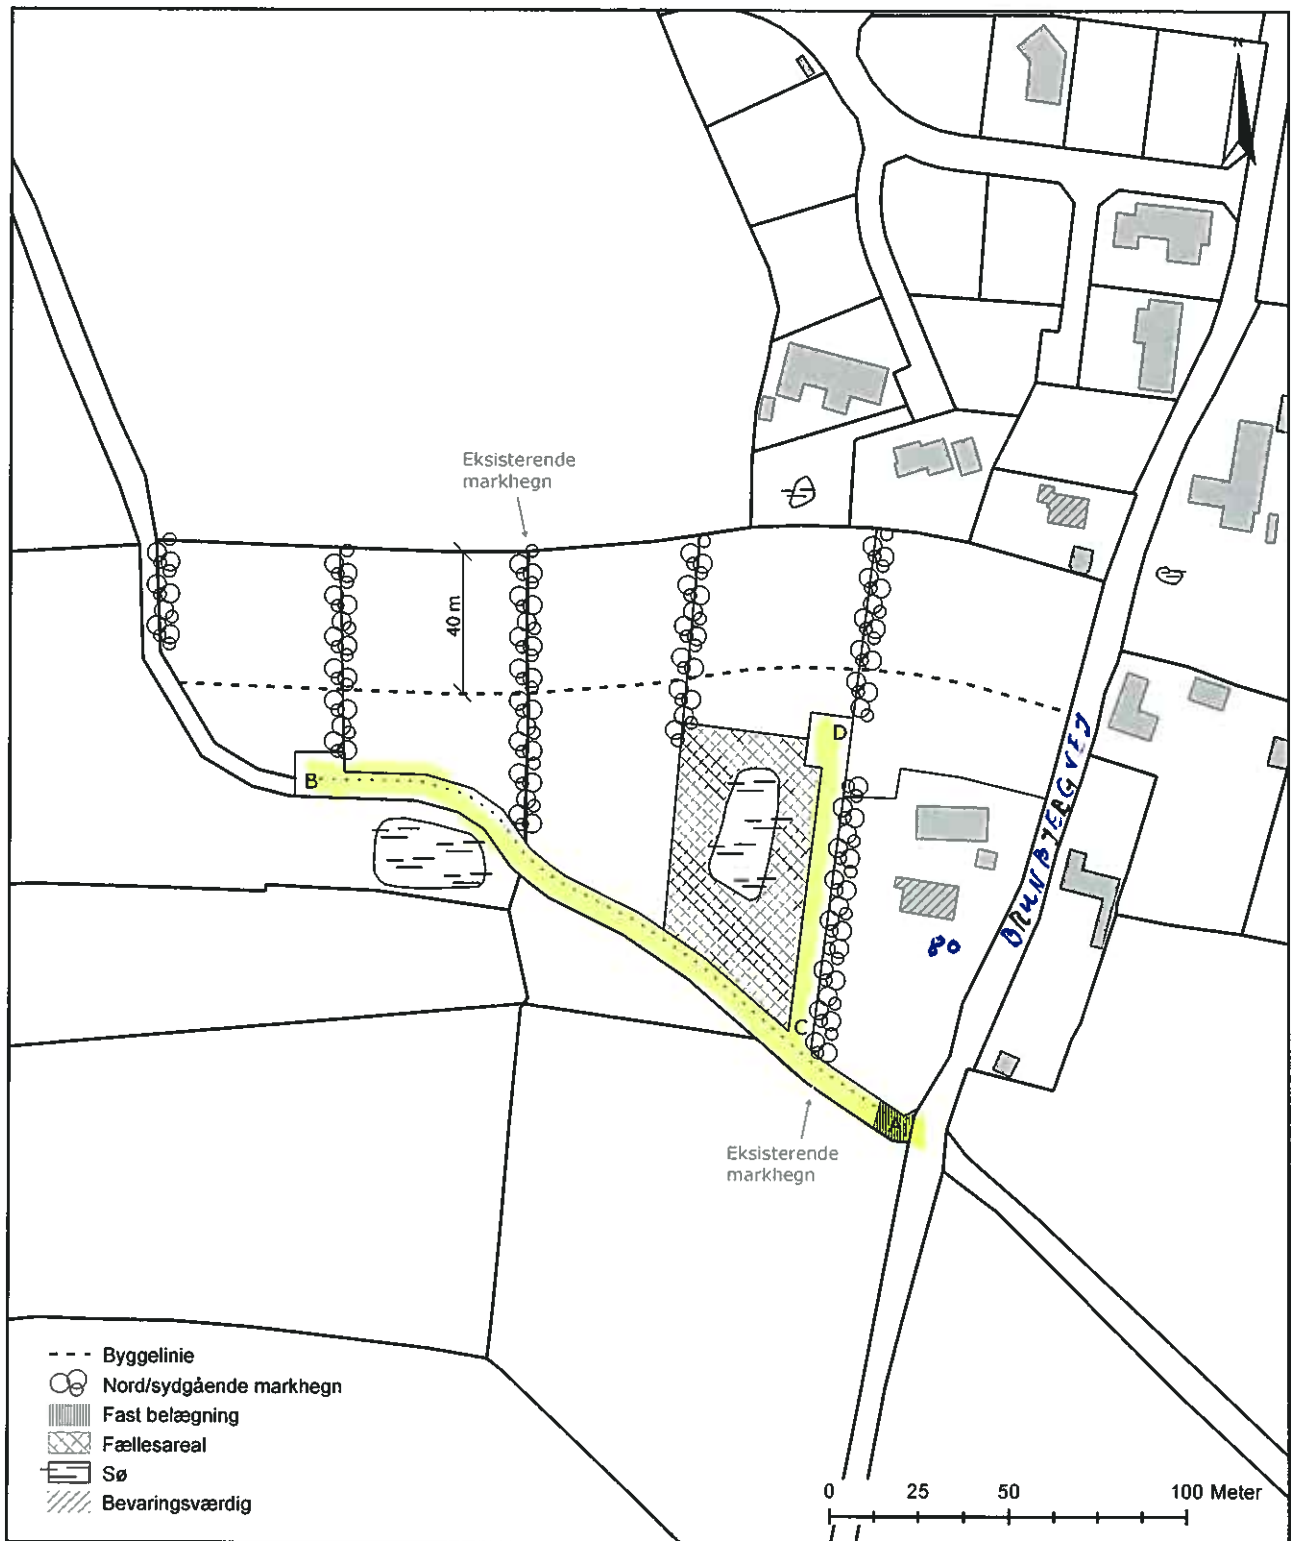 N
Eksisterende
markhegn
40 m
D
B
BRUNBJERGVEJ
80
C
A
Eksisterende
markhegn
Byggelinie
Nord/sydgående markhegn
Fast belægning
Fællesareal
Sø
Bevaringsværdig
0 25 50 100 Meter